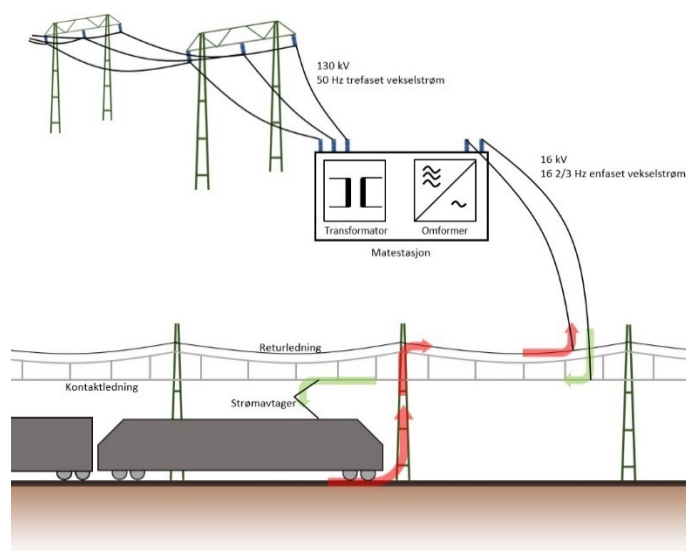 130 kV
50 Hz trefaset vekselstrøm
16 kV
16 2/3 Hz enfaset vekselstrøm
Transformator
Omformer
Matestasjon
Returledning
Kontaktledning
Strømavtager